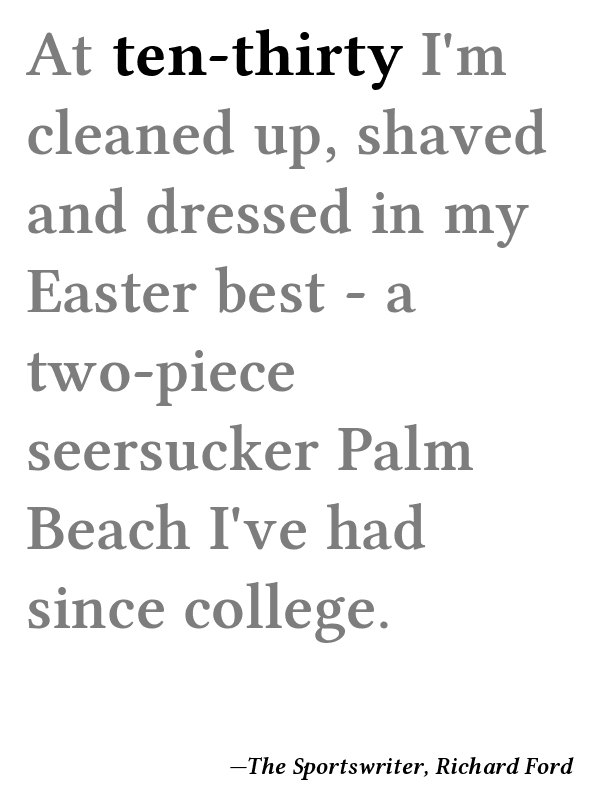 At ten-thirty I'm
cleaned up, shaved
and dressed in my
Easter best - a
two-piece
seersucker Palm
Beach I've had
since college.
—The Sportswriter, Richard Ford